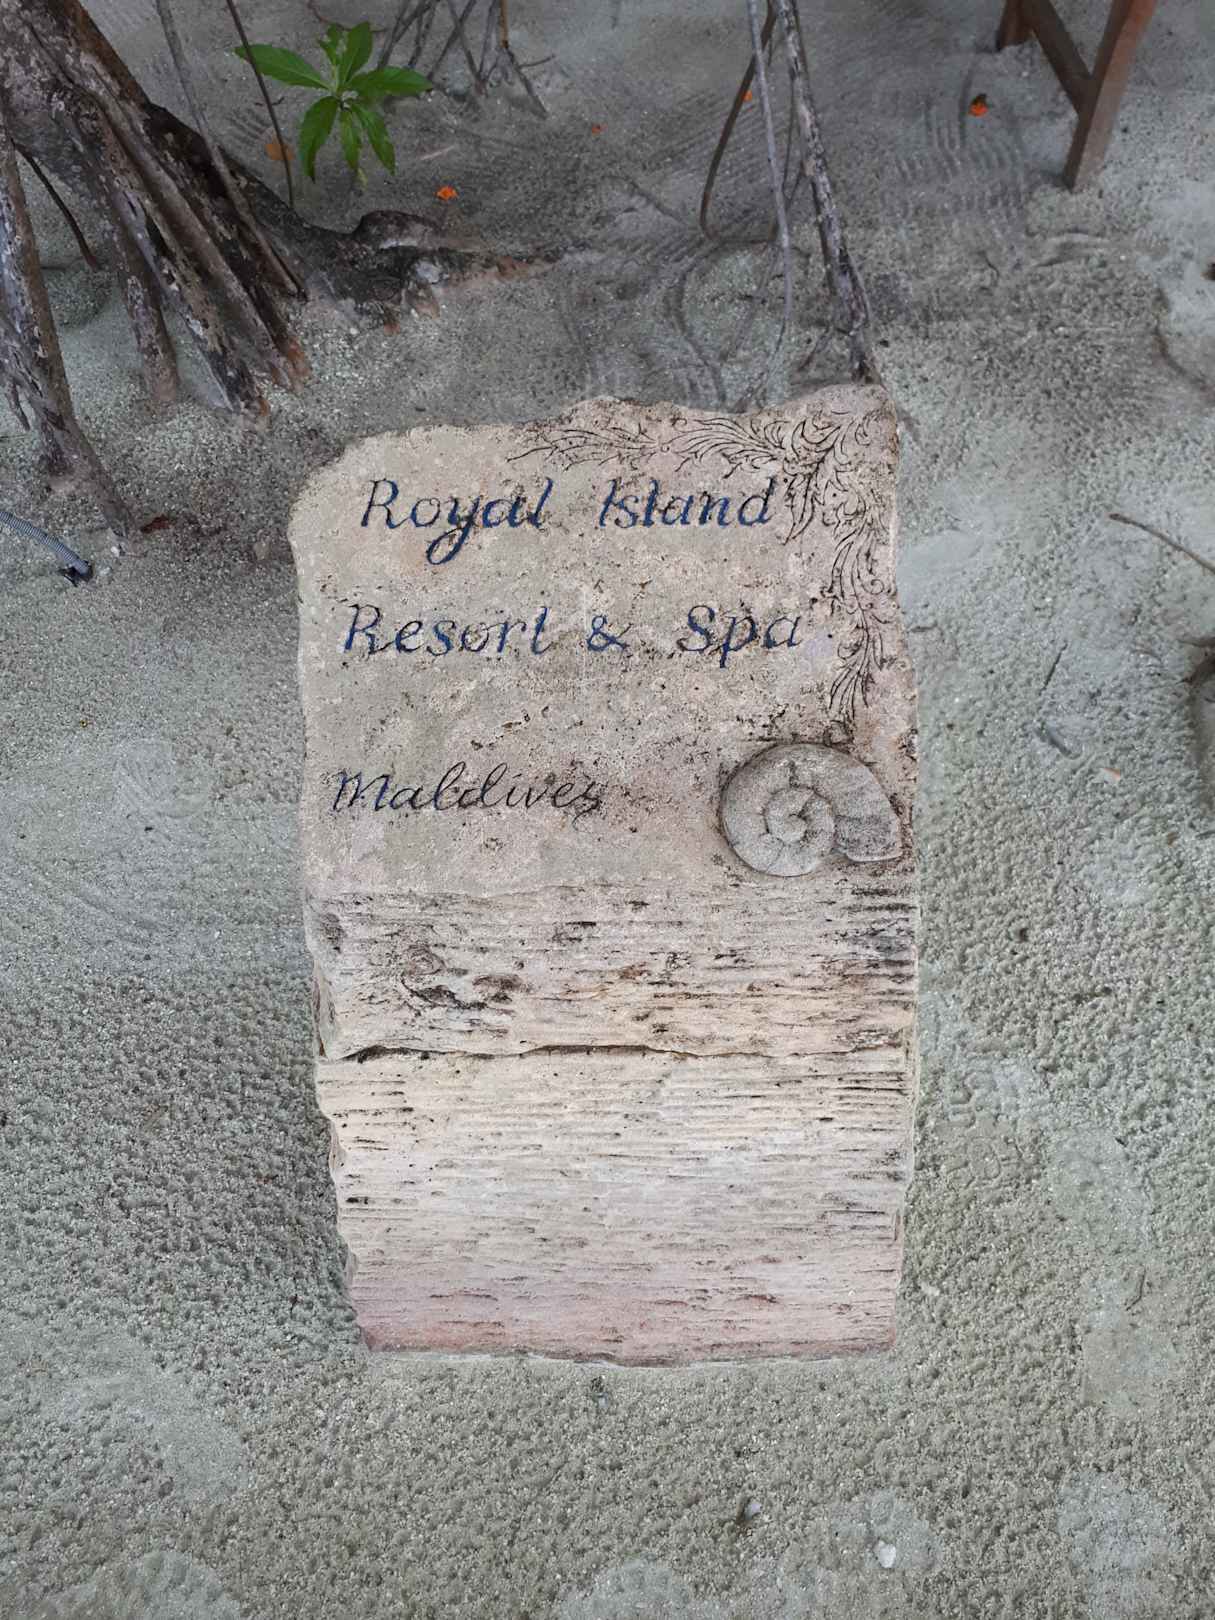 Royal Island
Resort & Spa
Maldives